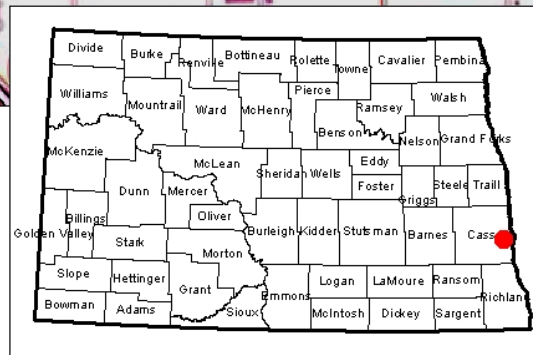 Divide Burke Renville Bottineau Rolette Towne Cavalier Pembina
Williams Mountrail Ward McHenry Pierce Ramsey Walsh
Benson Nelson Grand Forks
McKenzie McLean Sheridan Wells Eddy
Dunn Mercer Foster Griggs Steele Traill
Golden Valley Billings Oliver Burleigh Kidder Stutsman Barnes Cass
Stark Morton
Slope Hettinger Grant Emmons Logan LaMoure Ransom Richlan
Bowman Adams Sioux McIntosh Dickey Sargent